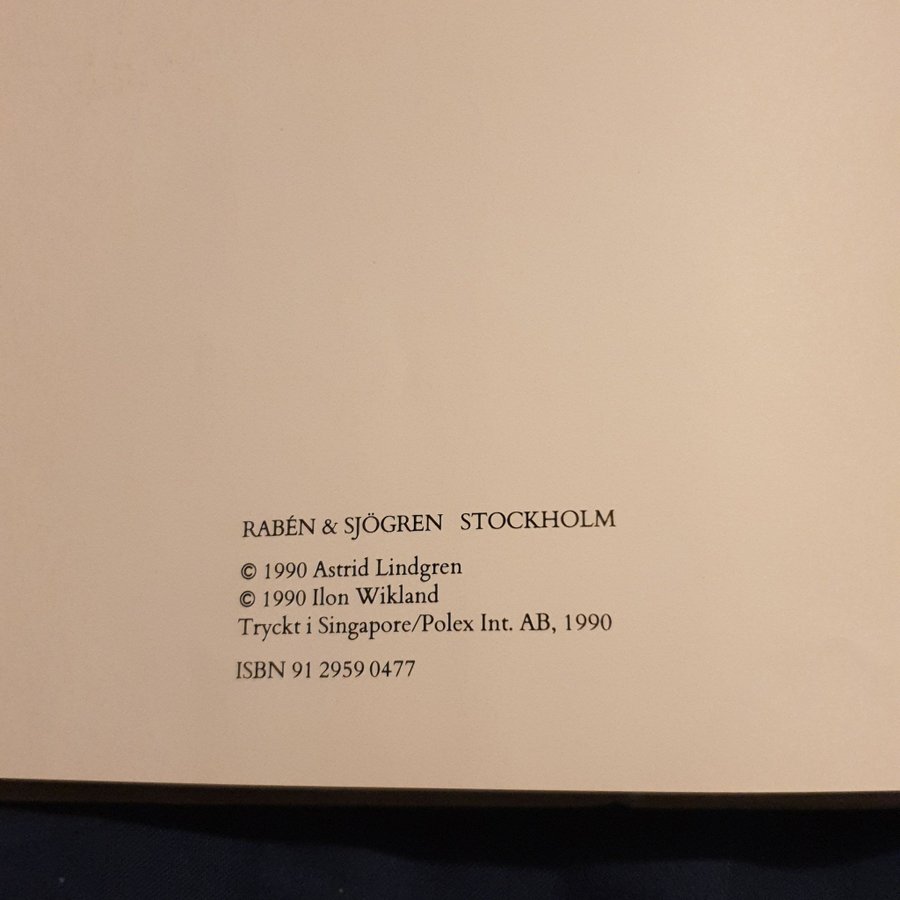 RABÉN & SJÖGREN STOCKHOLM
© 1990 Astrid Lindgren
© 1990 Ilon Wikland
Tryckt i Singapore/Polex Int. AB, 1990
ISBN 91 2959 0477